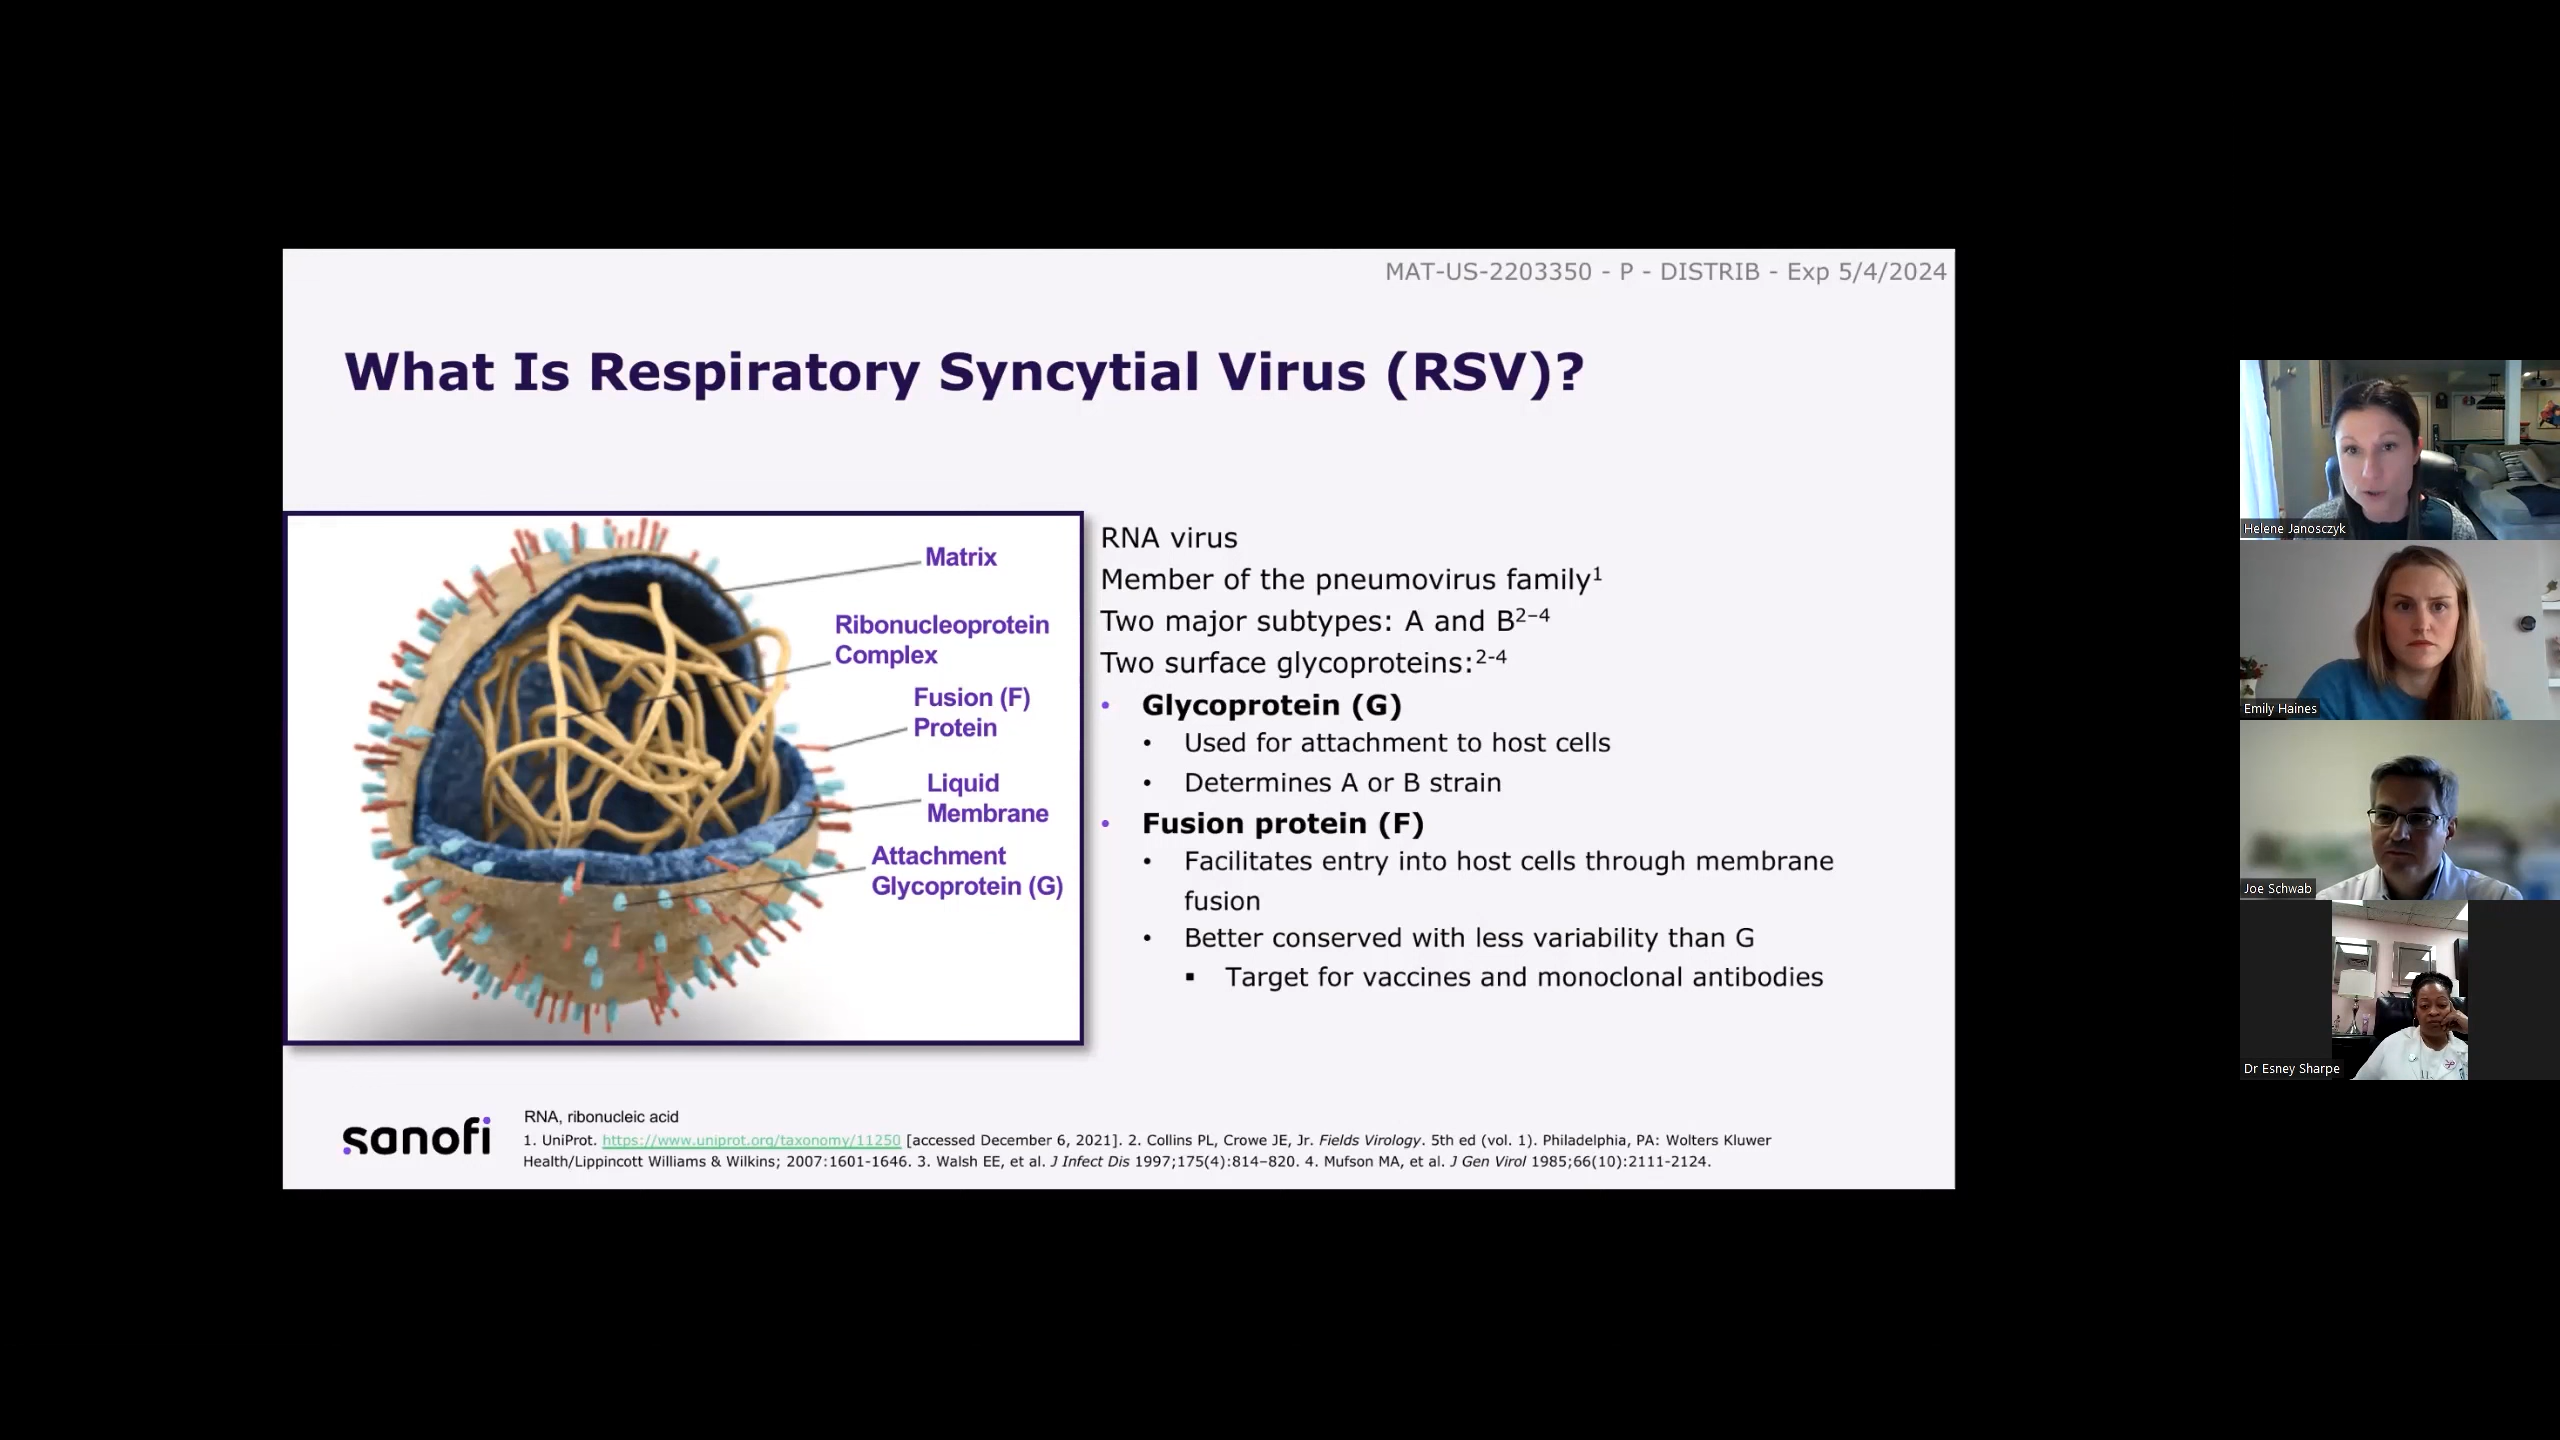 MAT-US-2203350 - P - DISTRIB - Exp 5/4/2024
What Is Respiratory Syncytial Virus (RSV)?
Matrix
Ribonucleoprotein
Complex
Fusion (F)
Protein
Liquid
Membrane
Attachment
Glycoprotein (G)
RNA virus
Member of the pneumovirus family1
Two major subtypes: A and B2–4
Two surface glycoproteins:2-4
• Glycoprotein (G)
• Used for attachment to host cells
• Determines A or B strain
• Fusion protein (F)
• Facilitates entry into host cells through membrane
fusion
• Better conserved with less variability than G
▪ Target for vaccines and monoclonal antibodies
sanofi
RNA, ribonucleic acid
1. UniProt. https://www.uniprot.org/taxonomy/11250 [accessed December 6, 2021]. 2. Collins PL, Crowe JE, Jr. Fields Virology. 5th ed (vol. 1). Philadelphia, PA: Wolters Kluwer
Health/Lippincott Williams & Wilkins; 2007:1601-1646. 3. Walsh EE, et al. J Infect Dis 1997;175(4):814–820. 4. Mufson MA, et al. J Gen Virol 1985;66(10):2111-2124.
Helene Janosczyk
Emily Haines
Joe Schwab
Dr Esney Sharpe